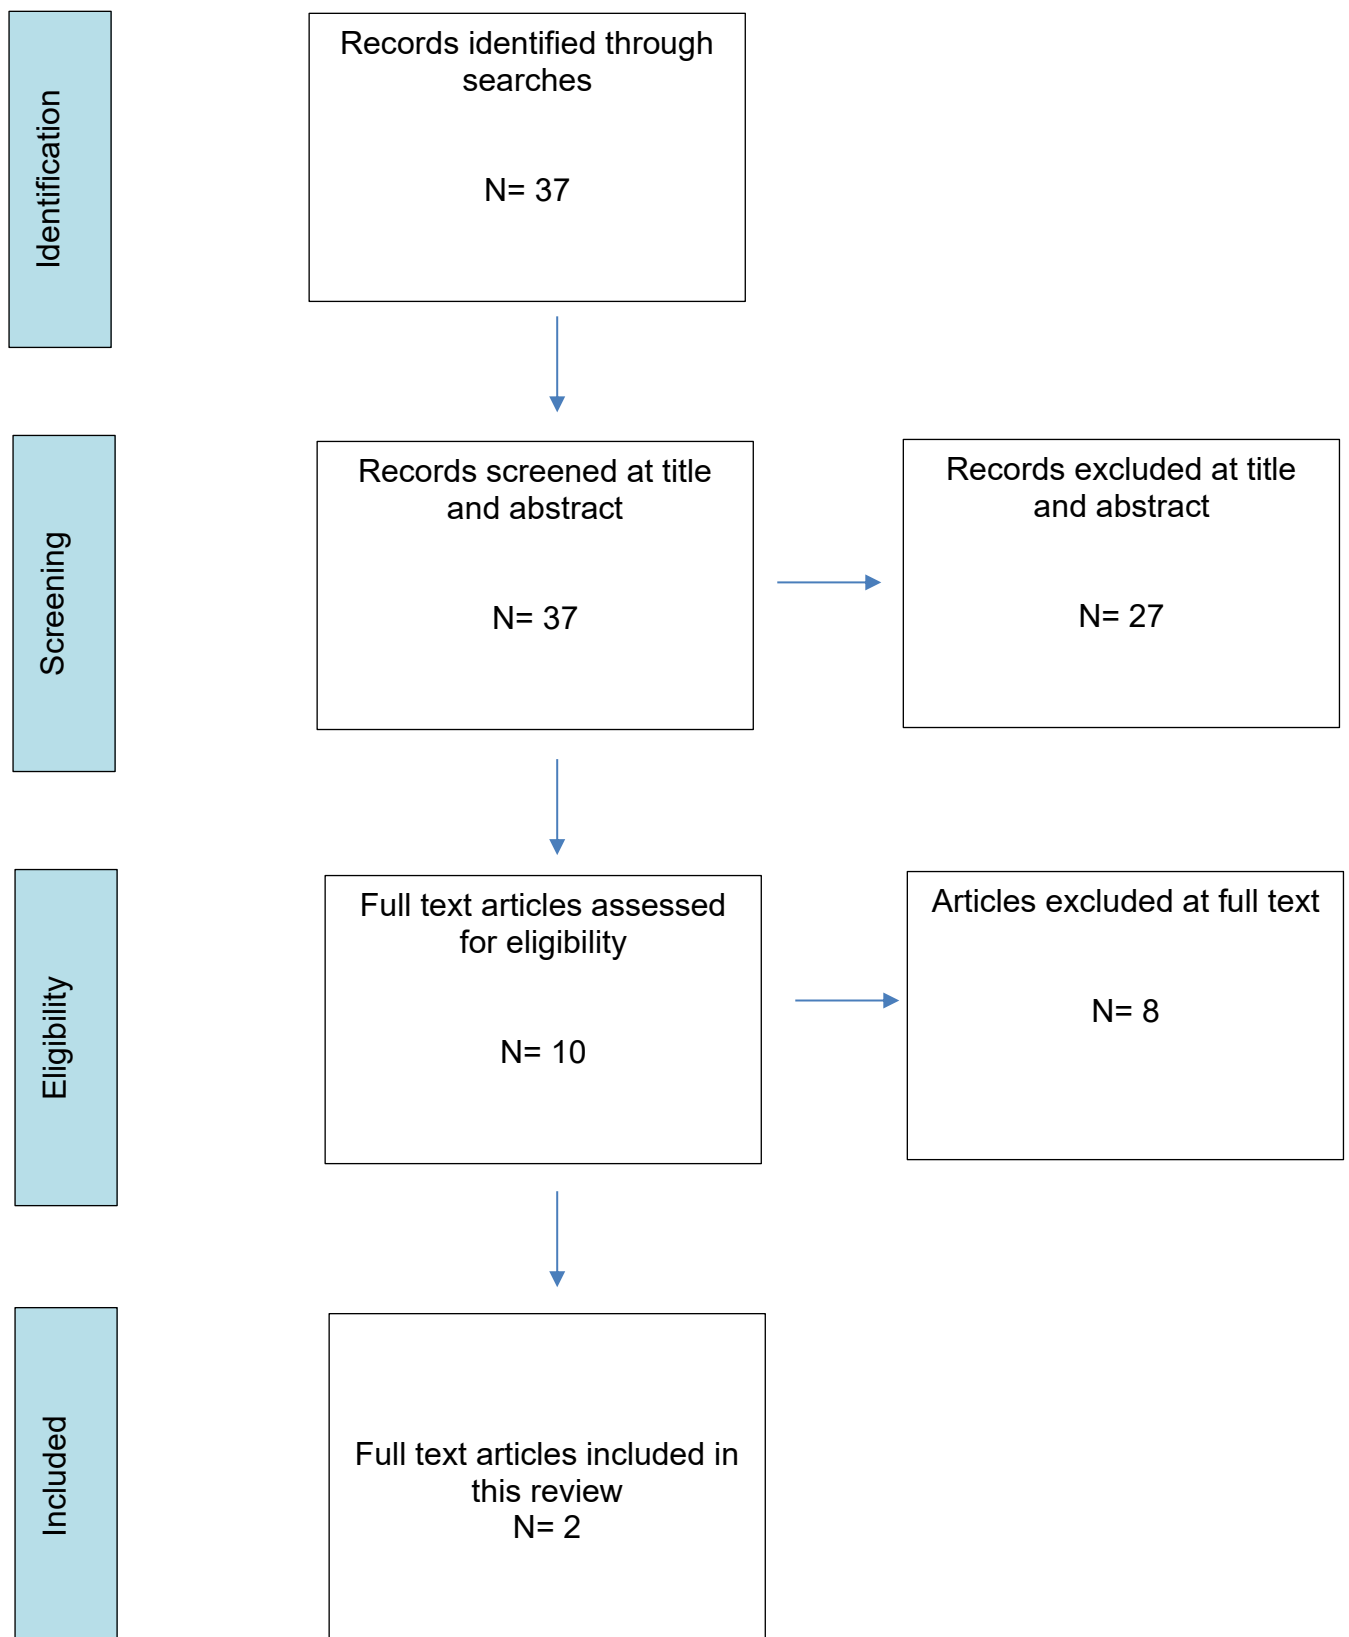 Identification
Records identified through
searches
N= 37
Screening
Records screened at title
and abstract
N= 37
Records excluded at title
and abstract
N= 27
Eligibility
Full text articles assessed
for eligibility
N= 10
Articles excluded at full text
N= 8
Included
Full text articles included in
this review
N= 2